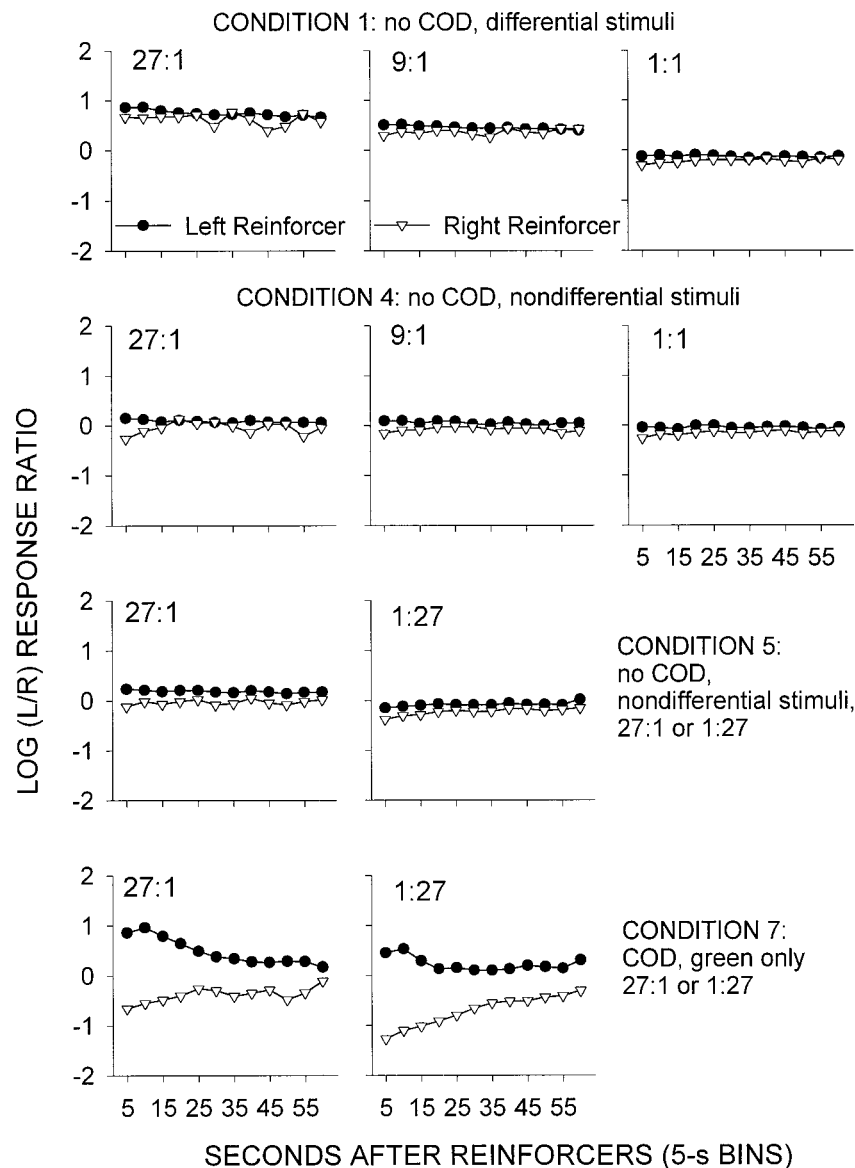 CONDITION 1: no COD, differential stimuli
27:1
9:1
1:1
2
1
0
-1
-2
Left Reinforcer
Right Reinforcer
CONDITION 4: no COD, nondifferential stimuli
27:1
9:1
1:1
2
1
0
-1
-2
5 15 25 35 45 55
LOG (L/R) RESPONSE RATIO
27:1
1:27
2
1
0
-1
-2
CONDITION 5:
no COD,
nondifferential stimuli,
27:1 or 1:27
27:1
1:27
2
1
0
-1
-2
CONDITION 7:
COD, green only
27:1 or 1:27
5 15 25 35 45 55
5 15 25 35 45 55
SECONDS AFTER REINFORCERS (5-s BINS)